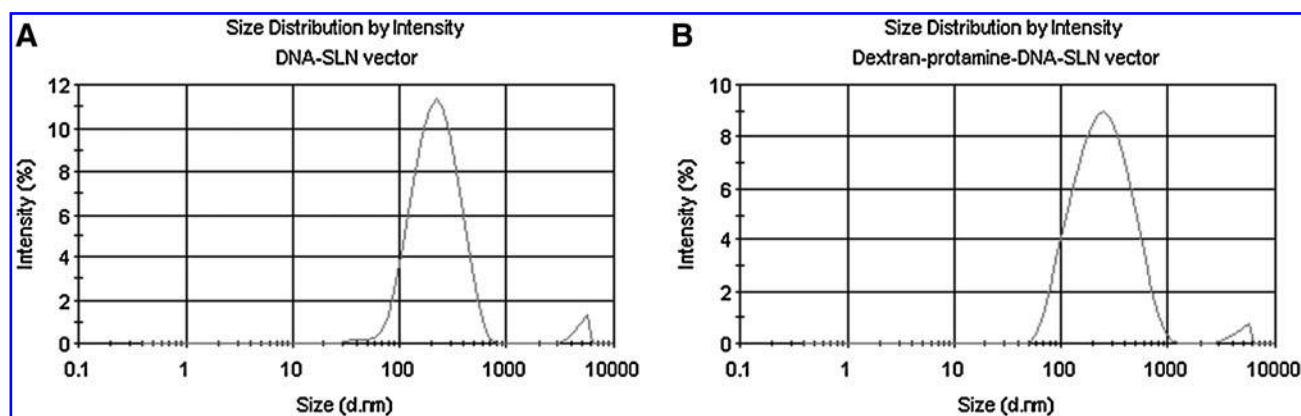 A
Size Distribution by Intensity
DNA-SLN vector
Intensity (%)
12
10
8
6
4
2
0
0.1 1 10 100 1000 10000
Size (d.nm)
B
Size Distribution by Intensity
Dextran-protamine-DNA-SLN vector
Intensity (%)
10
8
6
4
2
0
0.1 1 10 100 1000 10000
Size (d.nm)